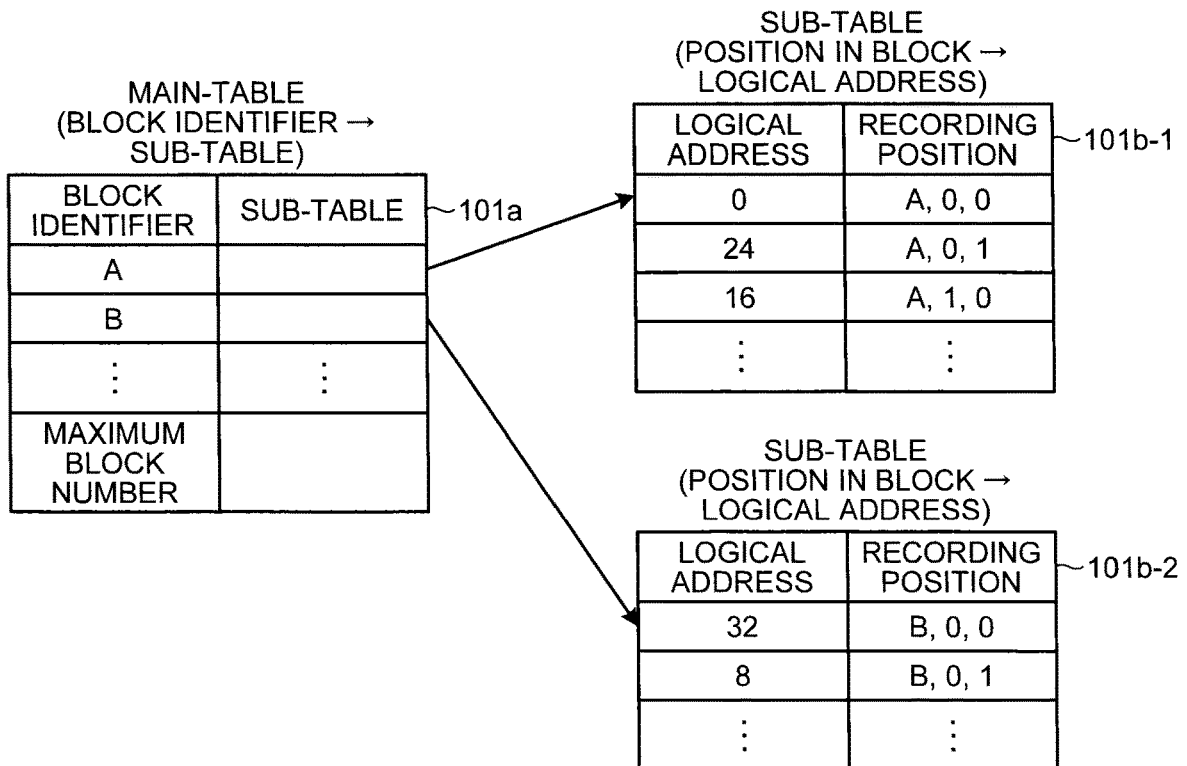 MAIN-TABLE
(BLOCK IDENTIFIER →
SUB-TABLE)
BLOCK
IDENTIFIER
SUB-TABLE
101a
A
B
⋮
⋮
MAXIMUM
BLOCK
NUMBER
SUB-TABLE
(POSITION IN BLOCK →
LOGICAL ADDRESS)
LOGICAL
ADDRESS
RECORDING
POSITION
101b-1
0
A, 0, 0
24
A, 0, 1
16
A, 1, 0
⋮
⋮
SUB-TABLE
(POSITION IN BLOCK →
LOGICAL ADDRESS)
LOGICAL
ADDRESS
RECORDING
POSITION
101b-2
32
B, 0, 0
8
B, 0, 1
⋮
⋮